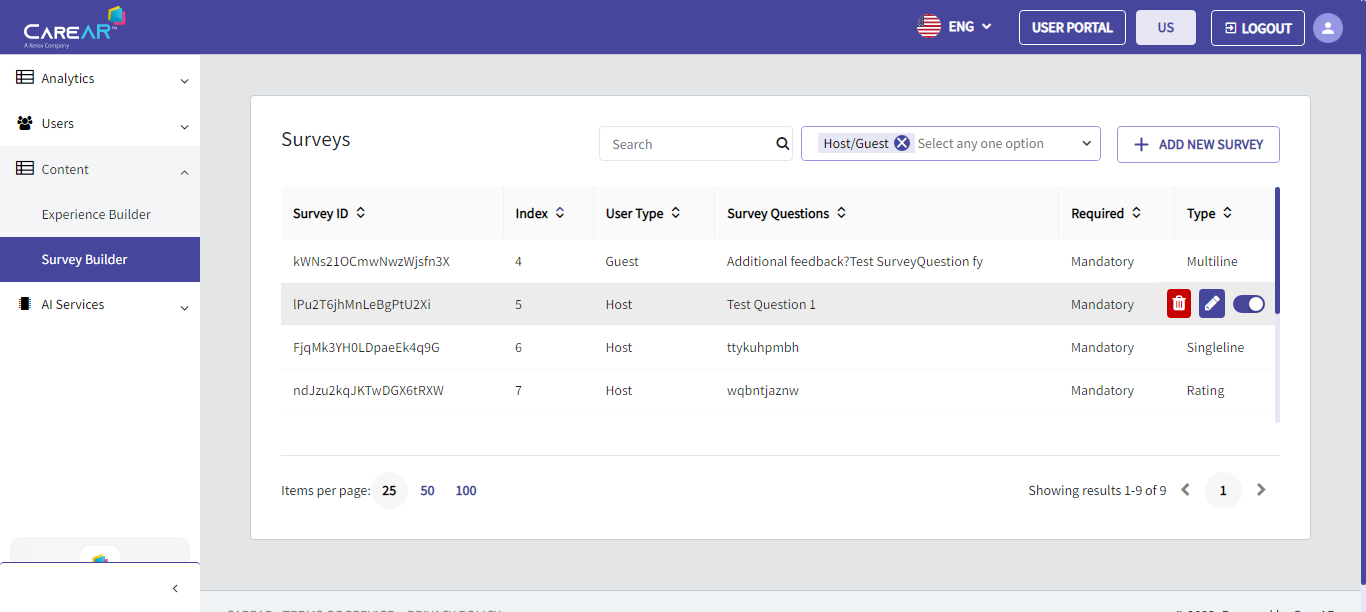 CAREAR™
A Xerox Company
ENG
USER PORTAL
US
LOGOUT
Analytics
Users
Content
Experience Builder
Survey Builder
AI Services
Surveys
Search
Host/Guest
Select any one option
ADD NEW SURVEY
Survey ID Index User Type Survey Questions Required Type
kWNs21OCmwNwzWjsfn3X 4 Guest Additional feedback?Test SurveyQuestion fy Mandatory Multiline
lPu2T6jhMnLeBgPtU2Xi 5 Host Test Question 1 Mandatory
FjqMk3YH0LDpaeEk4q9G 6 Host ttykuhpmbh Mandatory Singleline
ndJzu2kqJKTwDGX6tRXW 7 Host wqbntjaznw Mandatory Rating
Items per page: 25 50 100
Showing results 1-9 of 9 1